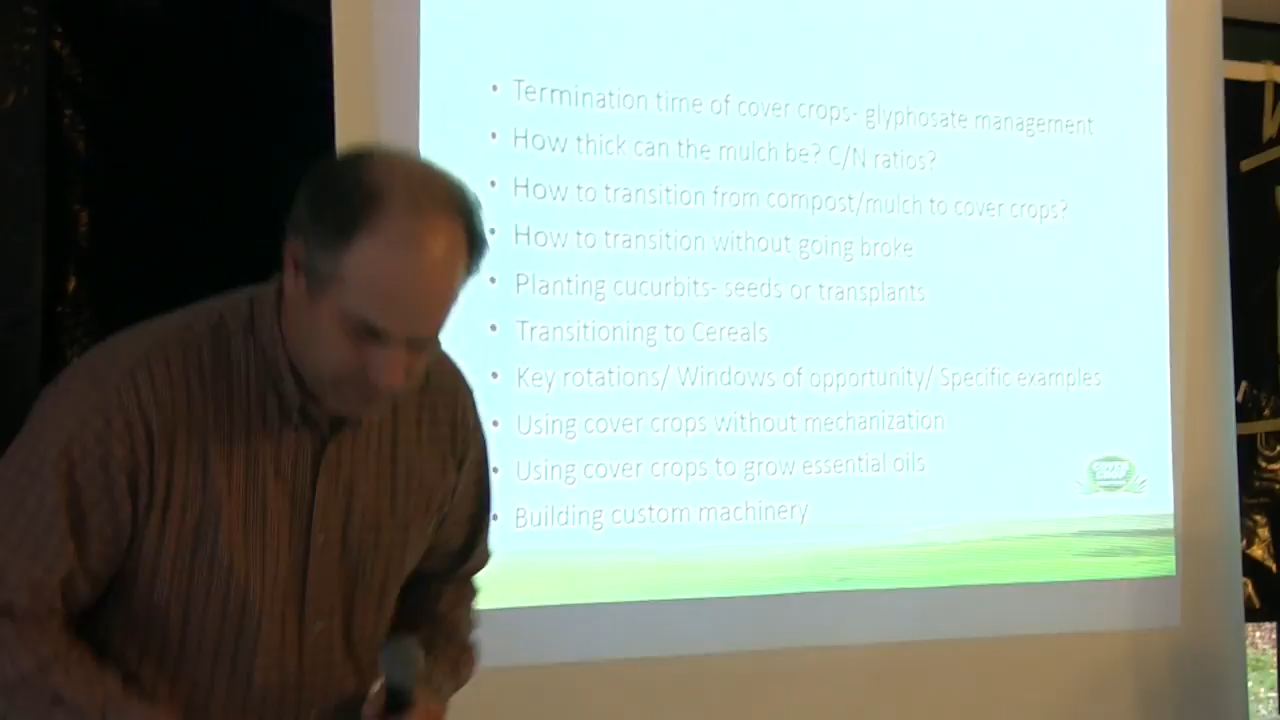 • Termination time of cover crops- glyphosate management
• How thick can the mulch be? C/N ratios?
• How to transition from compost/mulch to cover crops?
• How to transition without going broke
• Planting cucurbits- seeds or transplants
• Transitioning to Cereals
• Key rotations/ Windows of opportunity/ Specific examples
• Using cover crops without mechanization
• Using cover crops to grow essential oils
• Building custom machinery